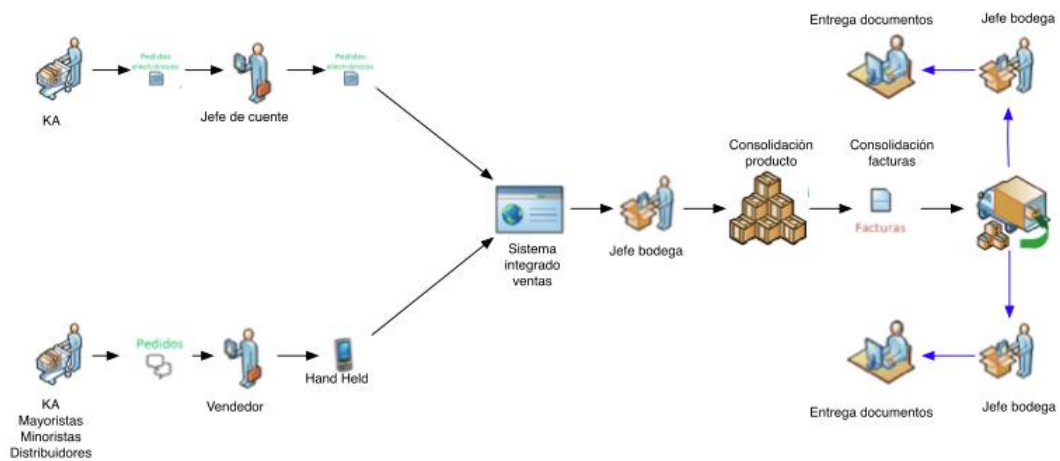 Entrega documentos
Jefe bodega
Pedidos
electrónicos
Pedidos
electrónicos
KA
Jefe de cuente
Consolidación
producto
Consolidación
facturas
Facturas
Sistema
integrado
ventas
Jefe bodega
Pedidos
Hand Held
KA
Mayoristas
Minoristas
Distribuidores
Vendedor
Entrega documentos
Jefe bodega